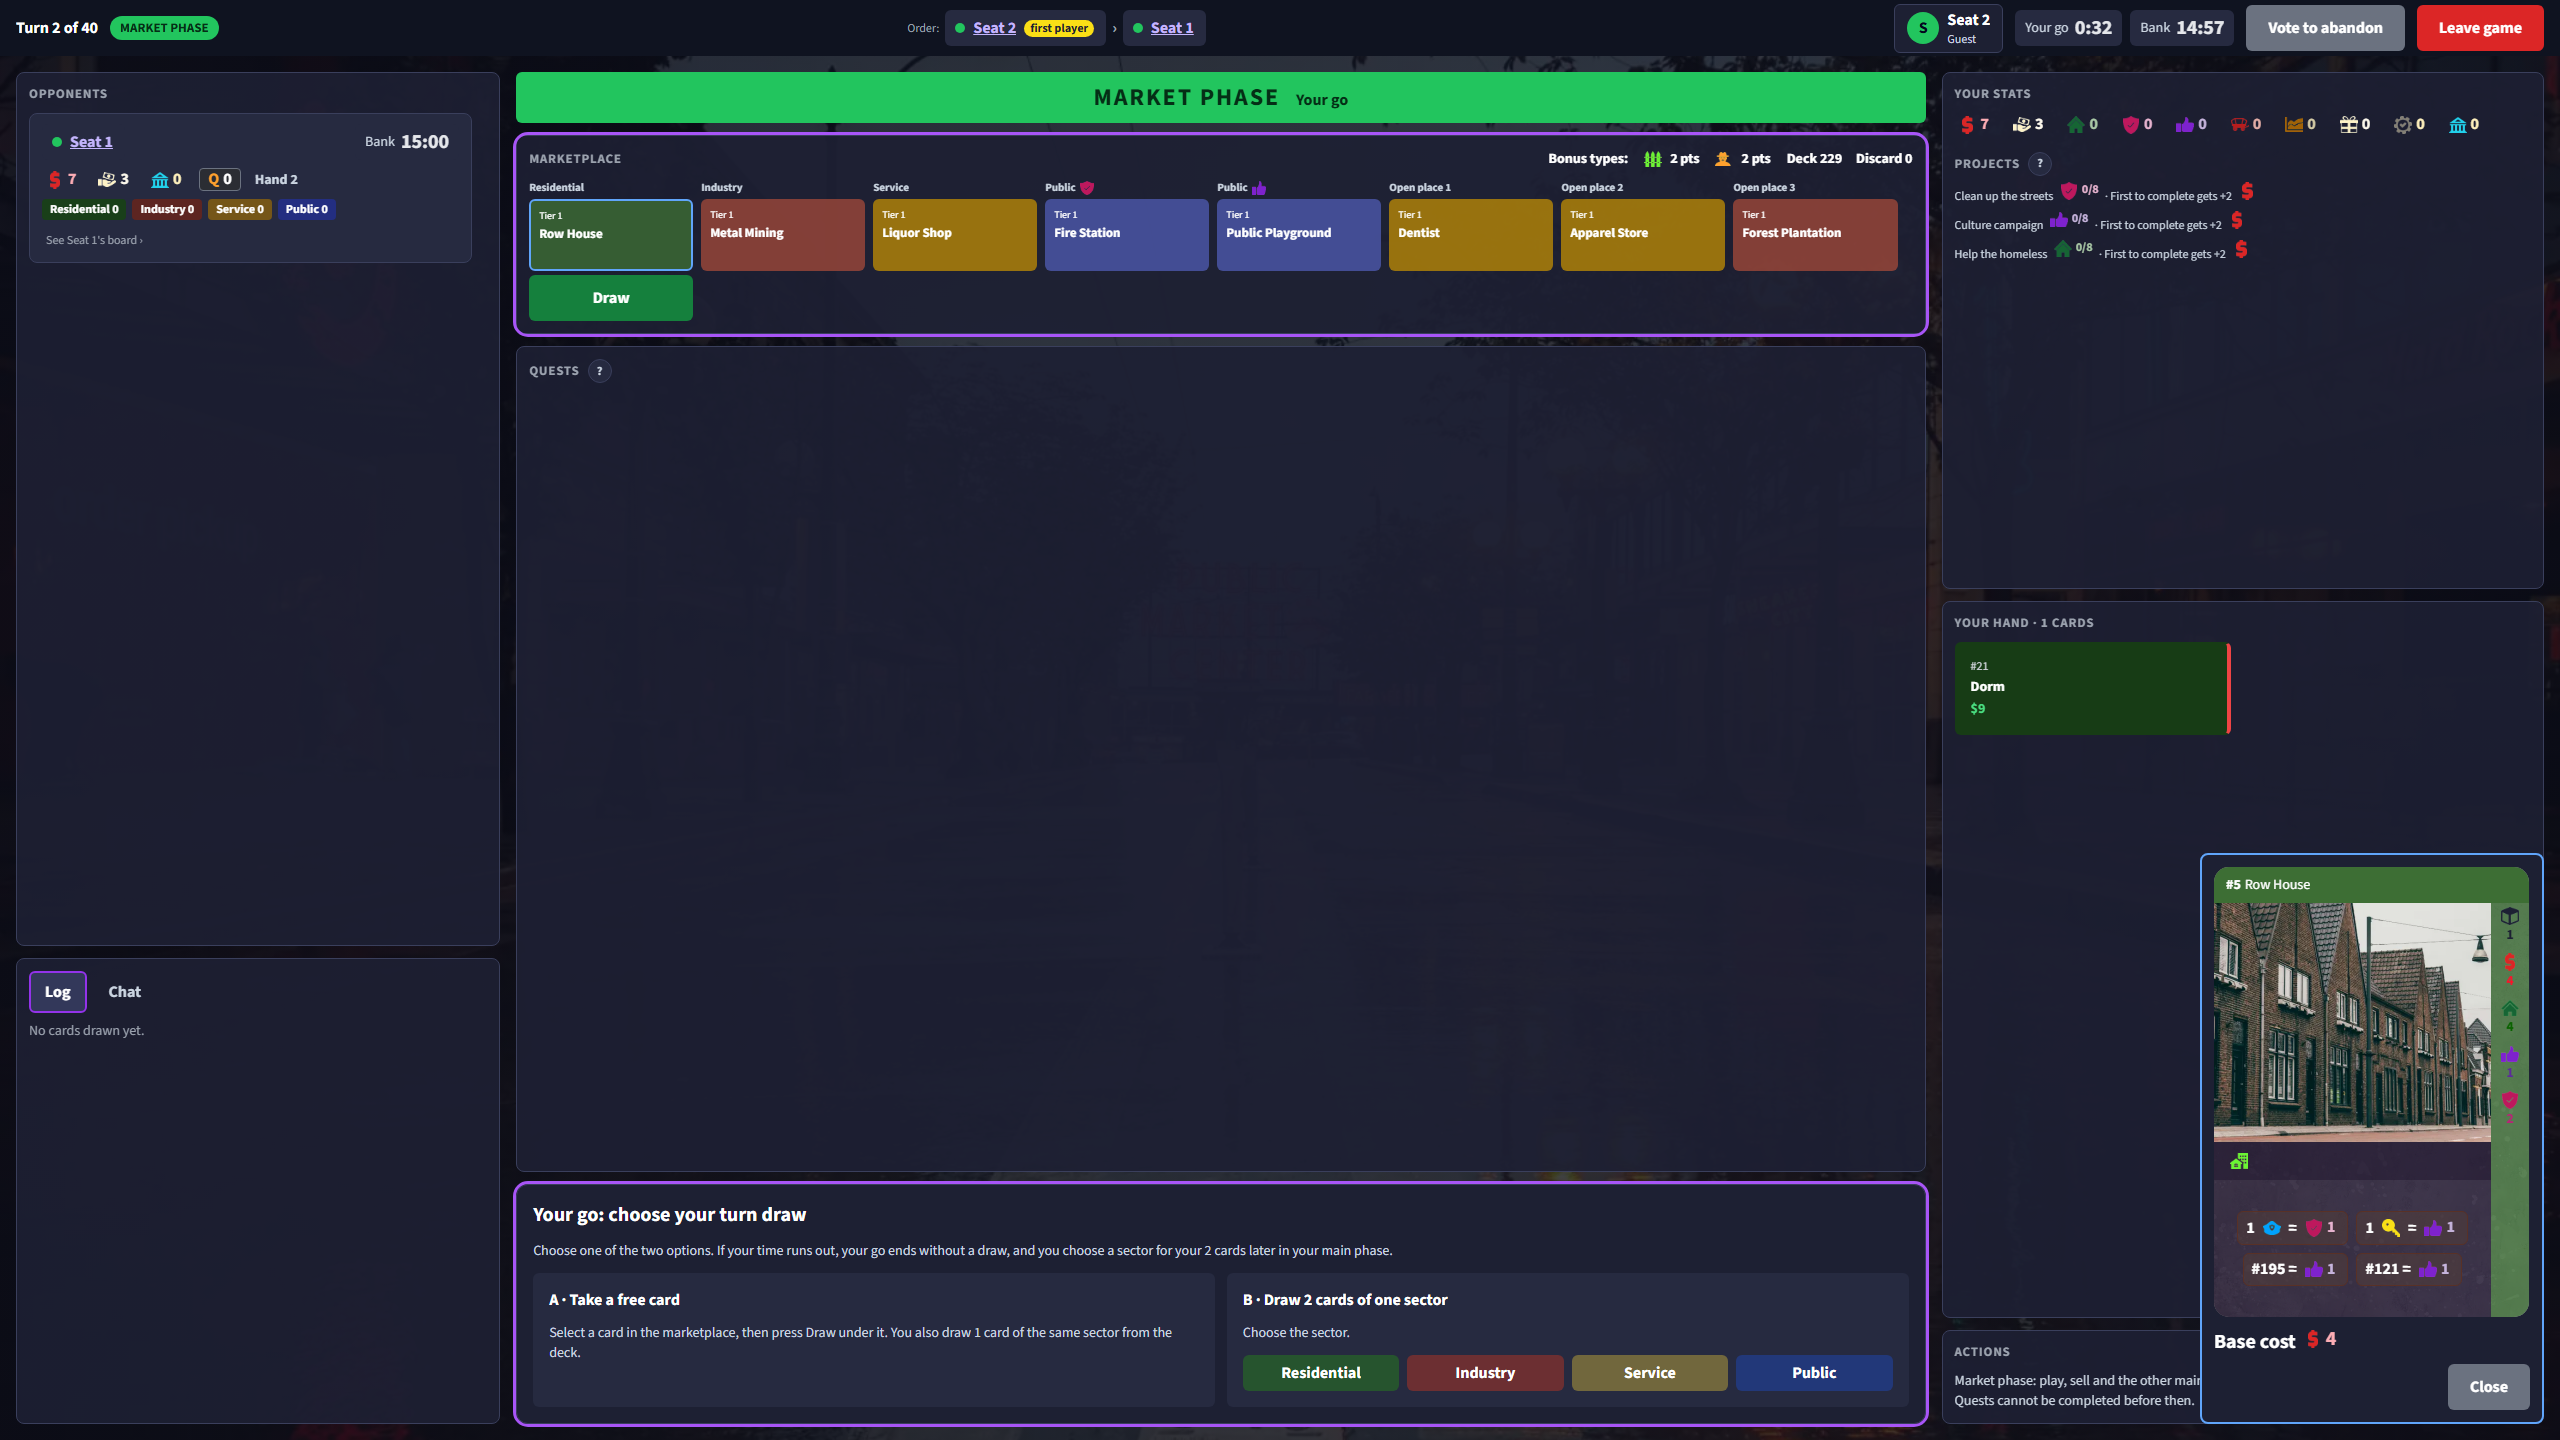 Turn 2 of 40 MARKET PHASE
Order: Seat 2 first player › Seat 1
S Seat 2 Guest
Your go 0:32 Bank 14:57
Vote to abandon
Leave game
OPPONENTS
Seat 1 Bank 15:00
7 3 0 Q 0 Hand 2
Residential 0 Industry 0 Service 0 Public 0
See Seat 1's board ›
Log Chat
No cards drawn yet.
MARKET PHASE Your go
MARKETPLACE
Bonus types: 2 pts 2 pts Deck 229 Discard 0
Residential Industry Service Public Public Open place 1 Open place 2 Open place 3
Tier 1 Tier 1 Tier 1 Tier 1 Tier 1 Tier 1 Tier 1 Tier 1
Row House Metal Mining Liquor Shop Fire Station Public Playground Dentist Apparel Store Forest Plantation
Draw
QUESTS ?
Your go: choose your turn draw
Choose one of the two options. If your time runs out, your go ends without a draw, and you choose a sector for your 2 cards later in your main phase.
A · Take a free card
Select a card in the marketplace, then press Draw under it. You also draw 1 card of the same sector from the
deck.
B · Draw 2 cards of one sector
Choose the sector.
Residential Industry Service Public
YOUR STATS
$ 7 3 0 0 0 0 0 0 0 0
PROJECTS ?
Clean up the streets 0/8 · First to complete gets +2 $
Culture campaign 0/8 · First to complete gets +2 $
Help the homeless 0/8 · First to complete gets +2 $
YOUR HAND · 1 CARDS
#21
Dorm
$9
ACTIONS
Market phase: play, sell and the other main
Quests cannot be completed before then.
#5 Row House
1
$
4
4
1
2
1 = 1 1 = 1
#195 = 1 #121 = 1
Base cost $ 4
Close